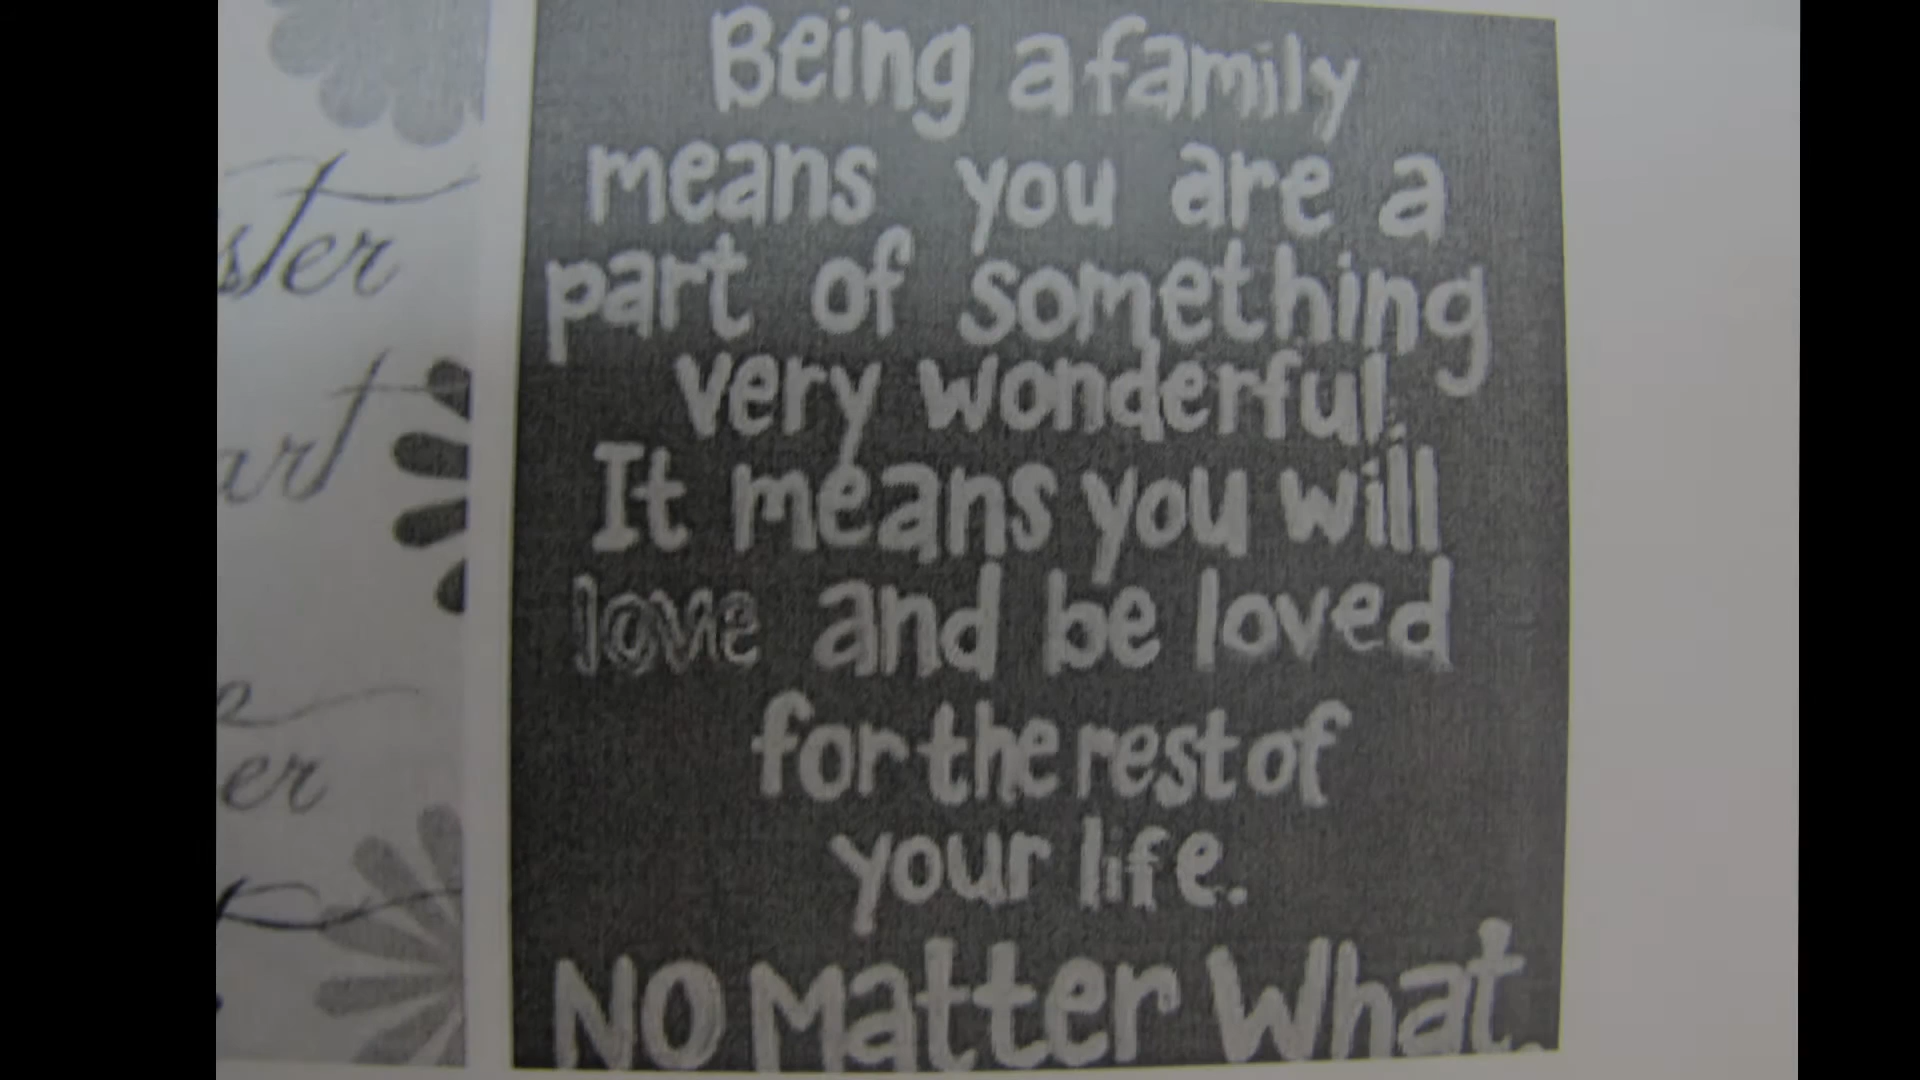 Being a family
means you are a
part of something
very wonderful.
It means you will
love and be loved
for the rest of
your life.
No Matter What.